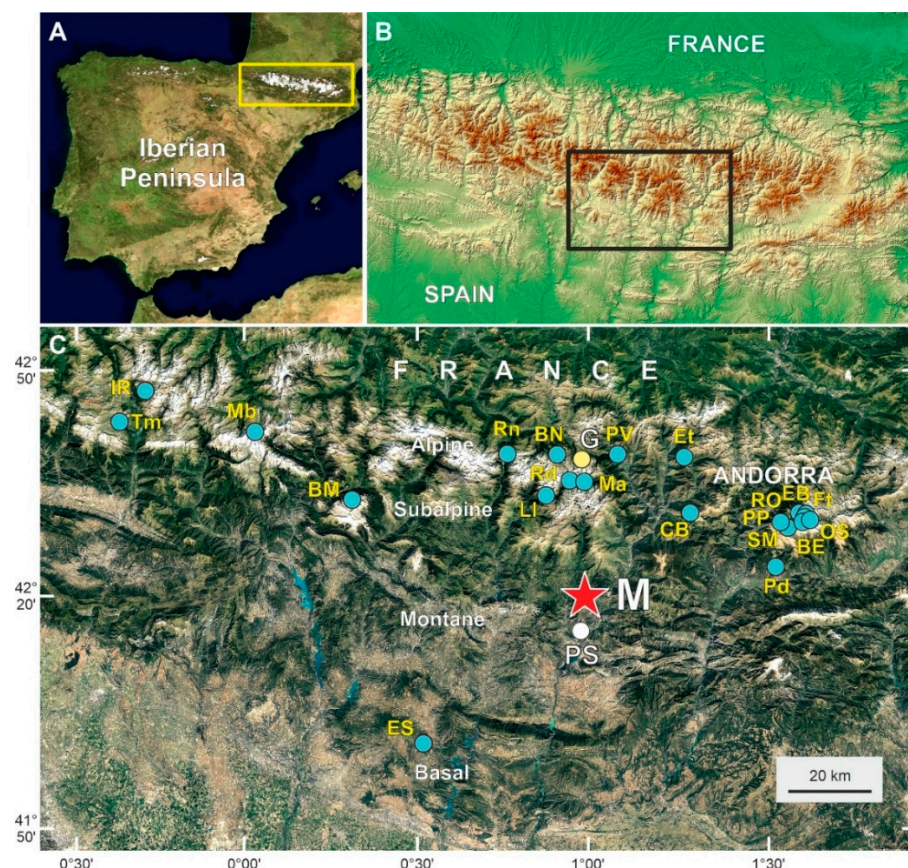 A
Iberian
Peninsula
B
FRANCE
SPAIN
C
F R A N C E
IR
Tm
Mb
Rn
BN
G
PV
Et
Alpine
Rd
Ma
ANDORRA
BM
Subalpine
LI
CB
RO
EB
Ft
PP
SM
BE
OS
Pd
M
Montane
PS
ES
Basal
20 km
42°
50'
42°
20'
41°
50'
0°30'
0°00'
0°30'
1°00'
1°30'